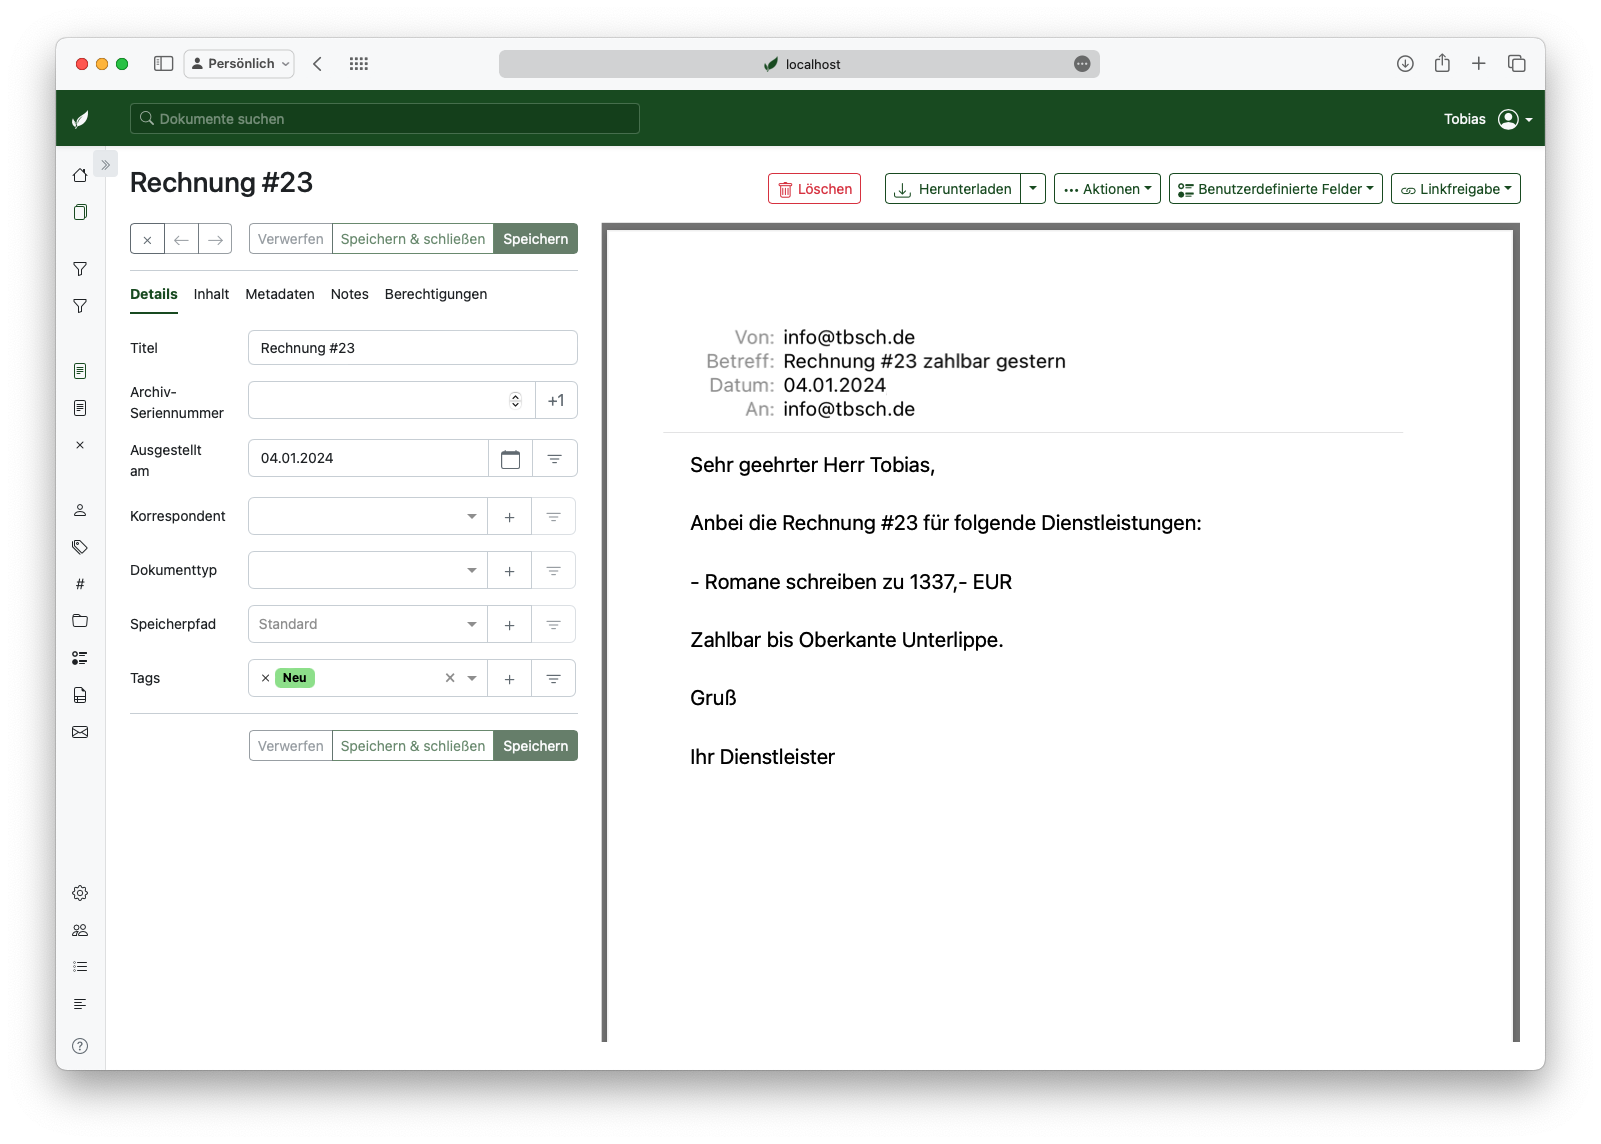 Persönlich
localhost
Dokumente suchen
Tobias
Rechnung #23
Löschen
Herunterladen
Aktionen
Benutzerdefinierte Felder
Linkfreigabe
Verwerfen
Speichern & schließen
Speichern
Details
Inhalt
Metadaten
Notes
Berechtigungen
Titel
Rechnung #23
Archiv-
Seriennummer
+1
Ausgestellt
am
04.01.2024
Korrespondent
Dokumenttyp
Speicherpfad
Standard
Tags
Neu
Verwerfen
Speichern & schließen
Speichern
Von: info@tbsch.de
Betreff: Rechnung #23 zahlbar gestern
Datum: 04.01.2024
An: info@tbsch.de
Sehr geehrter Herr Tobias,
Anbei die Rechnung #23 für folgende Dienstleistungen:
- Romane schreiben zu 1337,- EUR
Zahlbar bis Oberkante Unterlippe.
Gruß
Ihr Dienstleister